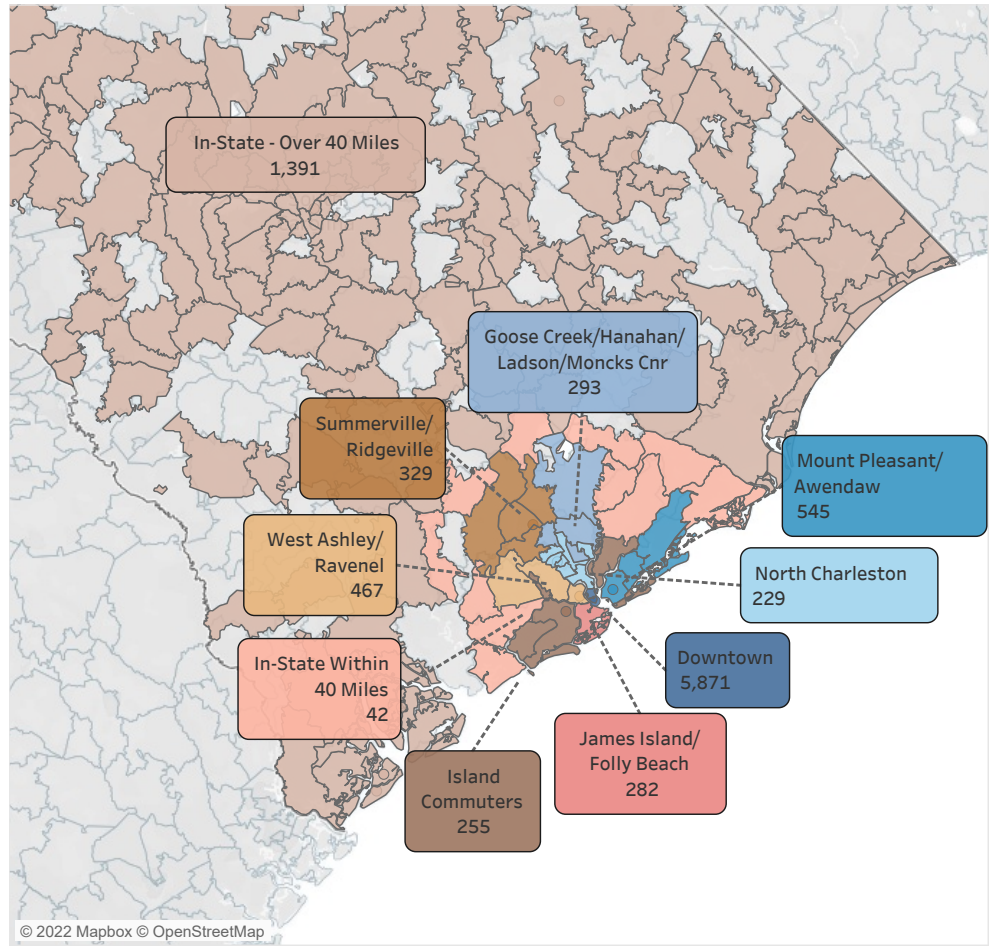 In-State - Over 40 Miles
1,391
Goose Creek/Hanahan/
Ladson/Moncks Cnr
293
Summerville/
Ridgeville
329
Mount Pleasant/
Awendaw
545
West Ashley/
Ravenel
467
North Charleston
229
In-State Within
40 Miles
42
Downtown
5,871
James Island/
Folly Beach
282
Island
Commuters
255
© 2022 Mapbox © OpenStreetMap